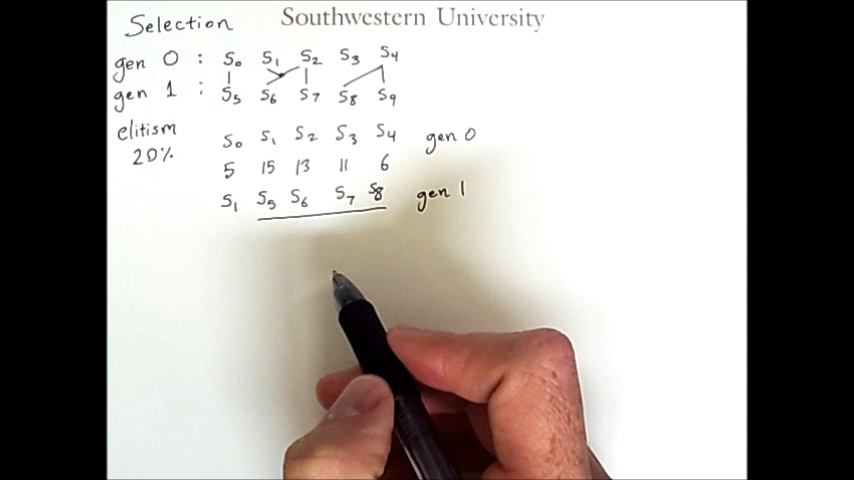 Southwestern University
Selection
gen 0 : S₀ S₁ S₂ S₃ S₄
gen 1 : S₅ S₆ S₇ S₈ S₉
elitism S₀ S₁ S₂ S₃ S₄ gen 0
20% 5 15 13 11 6
S₁ S₅ S₆ S₇ S₈ gen 1